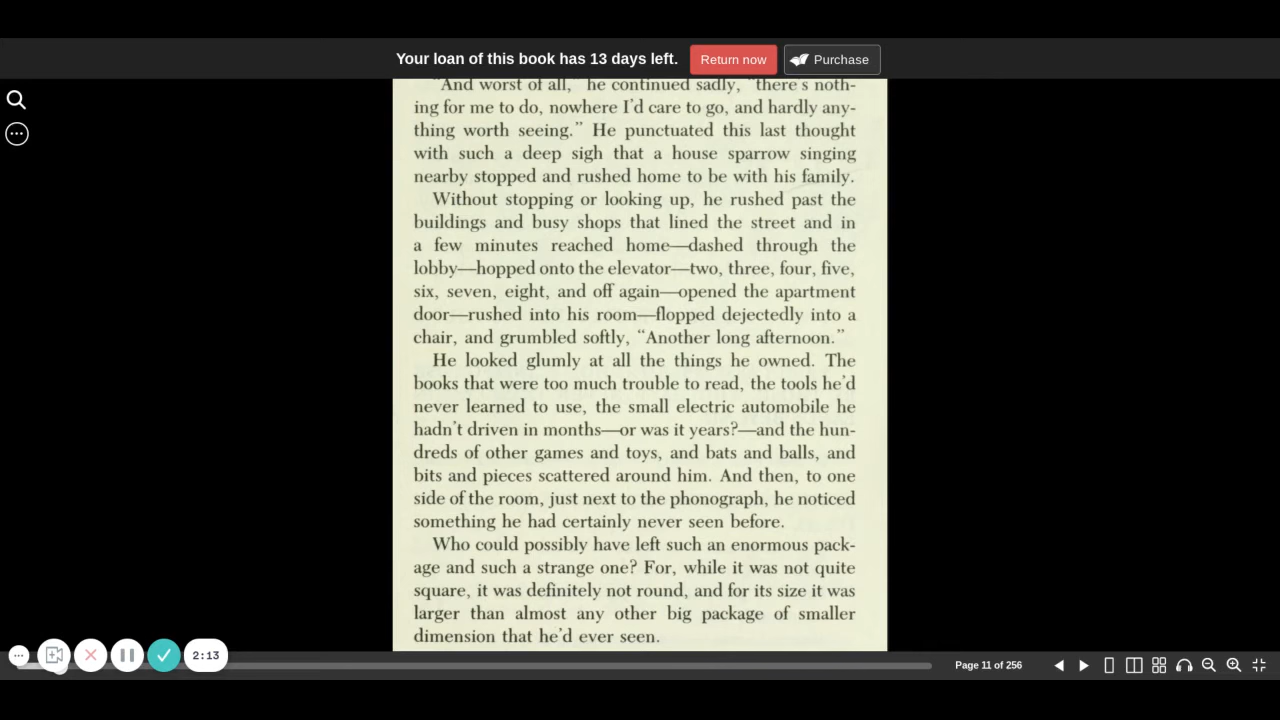 Your loan of this book has 13 days left. Return now Purchase
"And worst of all," he continued sadly, "there's noth-
ing for me to do, nowhere I'd care to go, and hardly any-
thing worth seeing." He punctuated this last thought
with such a deep sigh that a house sparrow singing
nearby stopped and rushed home to be with his family.
Without stopping or looking up, he rushed past the
buildings and busy shops that lined the street and in
a few minutes reached home—dashed through the
lobby—hopped onto the elevator—two, three, four, five,
six, seven, eight, and off again—opened the apartment
door—rushed into his room—flopped dejectedly into a
chair, and grumbled softly, "Another long afternoon."
He looked glumly at all the things he owned. The
books that were too much trouble to read, the tools he'd
never learned to use, the small electric automobile he
hadn't driven in months—or was it years?—and the hun-
dreds of other games and toys, and bats and balls, and
bits and pieces scattered around him. And then, to one
side of the room, just next to the phonograph, he noticed
something he had certainly never seen before.
Who could possibly have left such an enormous pack-
age and such a strange one? For, while it was not quite
square, it was definitely not round, and for its size it was
larger than almost any other big package of smaller
dimension that he'd ever seen.
2:13
Page 11 of 256